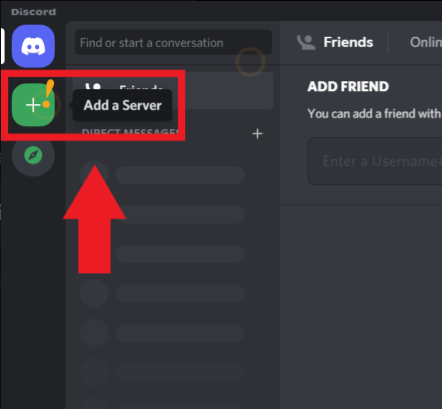 Discord
Find or start a conversation
Friends
Onlin
Add a Server
Friends
DIRECT MESSAGES
ADD FRIEND
You can add a friend with
Enter a Username